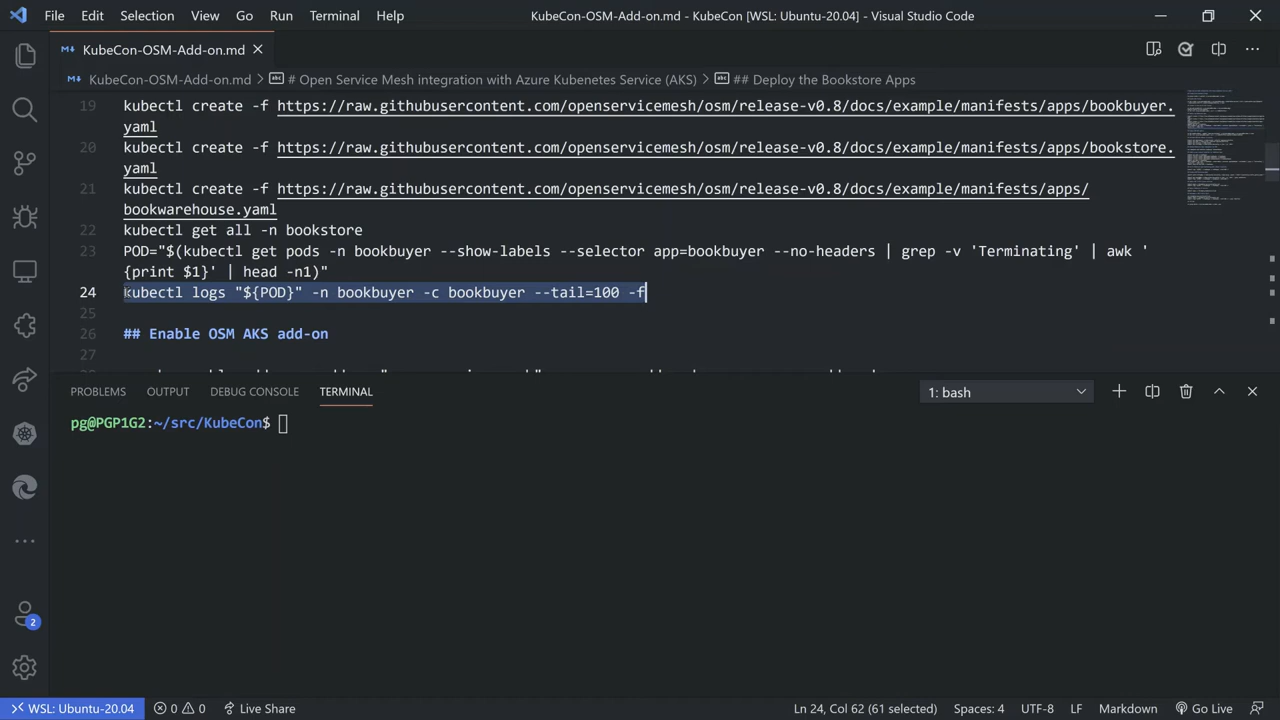 File Edit Selection View Go Run Terminal Help
KubeCon-OSM-Add-on.md - KubeCon [WSL: Ubuntu-20.04] - Visual Studio Code
KubeCon-OSM-Add-on.md
KubeCon-OSM-Add-on.md > # Open Service Mesh integration with Azure Kubenetes Service (AKS) > ## Deploy the Bookstore Apps
19 kubectl create -f https://raw.githubusercontent.com/openservicemesh/osm/release-v0.8/docs/example/manifests/apps/bookbuyer.
yaml
20 kubectl create -f https://raw.githubusercontent.com/openservicemesh/osm/release-v0.8/docs/example/manifests/apps/bookstore.
yaml
21 kubectl create -f https://raw.githubusercontent.com/openservicemesh/osm/release-v0.8/docs/example/manifests/apps/
bookwarehouse.yaml
22 kubectl get all -n bookstore
23 POD="$(kubectl get pods -n bookbuyer --show-labels --selector app=bookbuyer --no-headers | grep -v 'Terminating' | awk '
{print $1}' | head -n1)"
24 kubectl logs "${POD}" -n bookbuyer -c bookbuyer --tail=100 -f
25
26 ## Enable OSM AKS add-on
27
PROBLEMS OUTPUT DEBUG CONSOLE TERMINAL
1: bash
pg@PGP1G2:~/src/KubeCon$
2
WSL: Ubuntu-20.04 0 0 Live Share
Ln 24, Col 62 (61 selected) Spaces: 4 UTF-8 LF Markdown Go Live